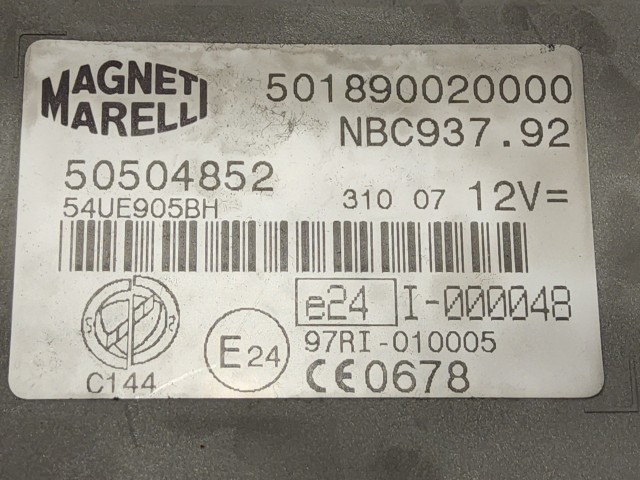 MAGNETI
MARELLI
501890020000
NBC937.92
50504852
54UE905BH
310 07 12V=
e24 I-000048
97RI-010005
E24
CE0678
C144